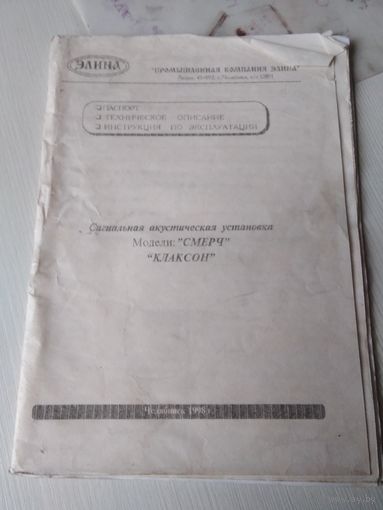 ЭЛИНА
"ПРОМЫШЛЕННАЯ КОМПАНИЯ ЭЛИНА"
ПАСПОРТ
ТЕХНИЧЕСКОЕ ОПИСАНИЕ
ИНСТРУКЦИЯ ПО ЭКСПЛУАТАЦИИ
Сигнальная акустическая установка
Модели: "СМЕРЧ"
"КЛАКСОН"
Челябинск 1998 г.